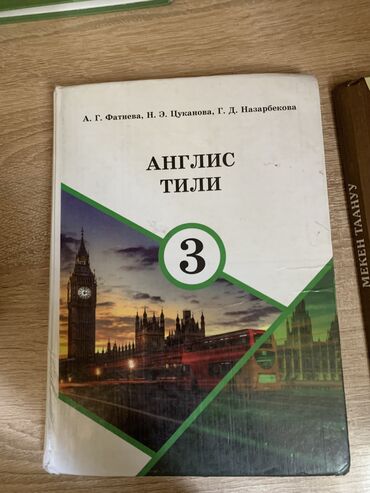 А. Г. Фатнева, Н. Э. Цуканова, Г. Д. Назарбекова
АНГЛИС
ТИЛИ
3
МЕКЕН ТААНУУ